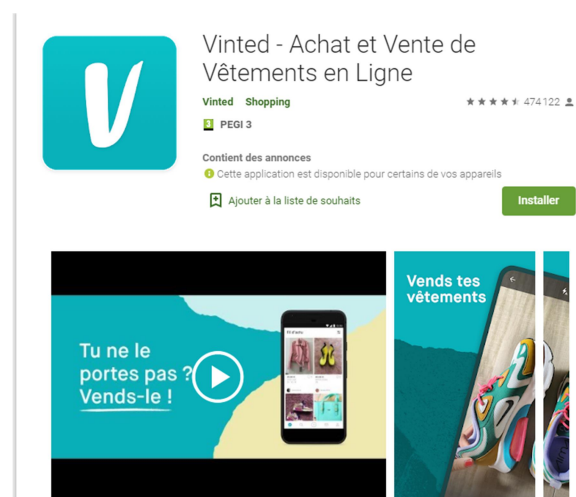 Vinted - Achat et Vente de
Vêtements en Ligne
Vinted Shopping
474 122
3 PEGI 3
Contient des annonces
Cette application est disponible pour certains de vos appareils
Ajouter à la liste de souhaits
Installer
Tu ne le
portes pas ?
Vends-le !
Vends tes
vêtements